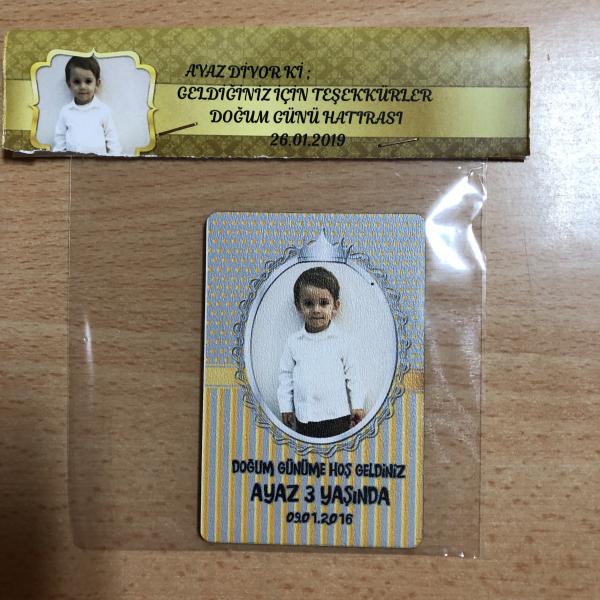 AYAZ DİYOR Kİ ;
GELDİĞİNİZ İÇİN TEŞEKKÜRLER
DOĞUM GÜNÜ HATIRASI
26.01.2019
DOĞUM GÜNÜME HOŞ GELDİNİZ
AYAZ 3 YAŞINDA
09.01.2016